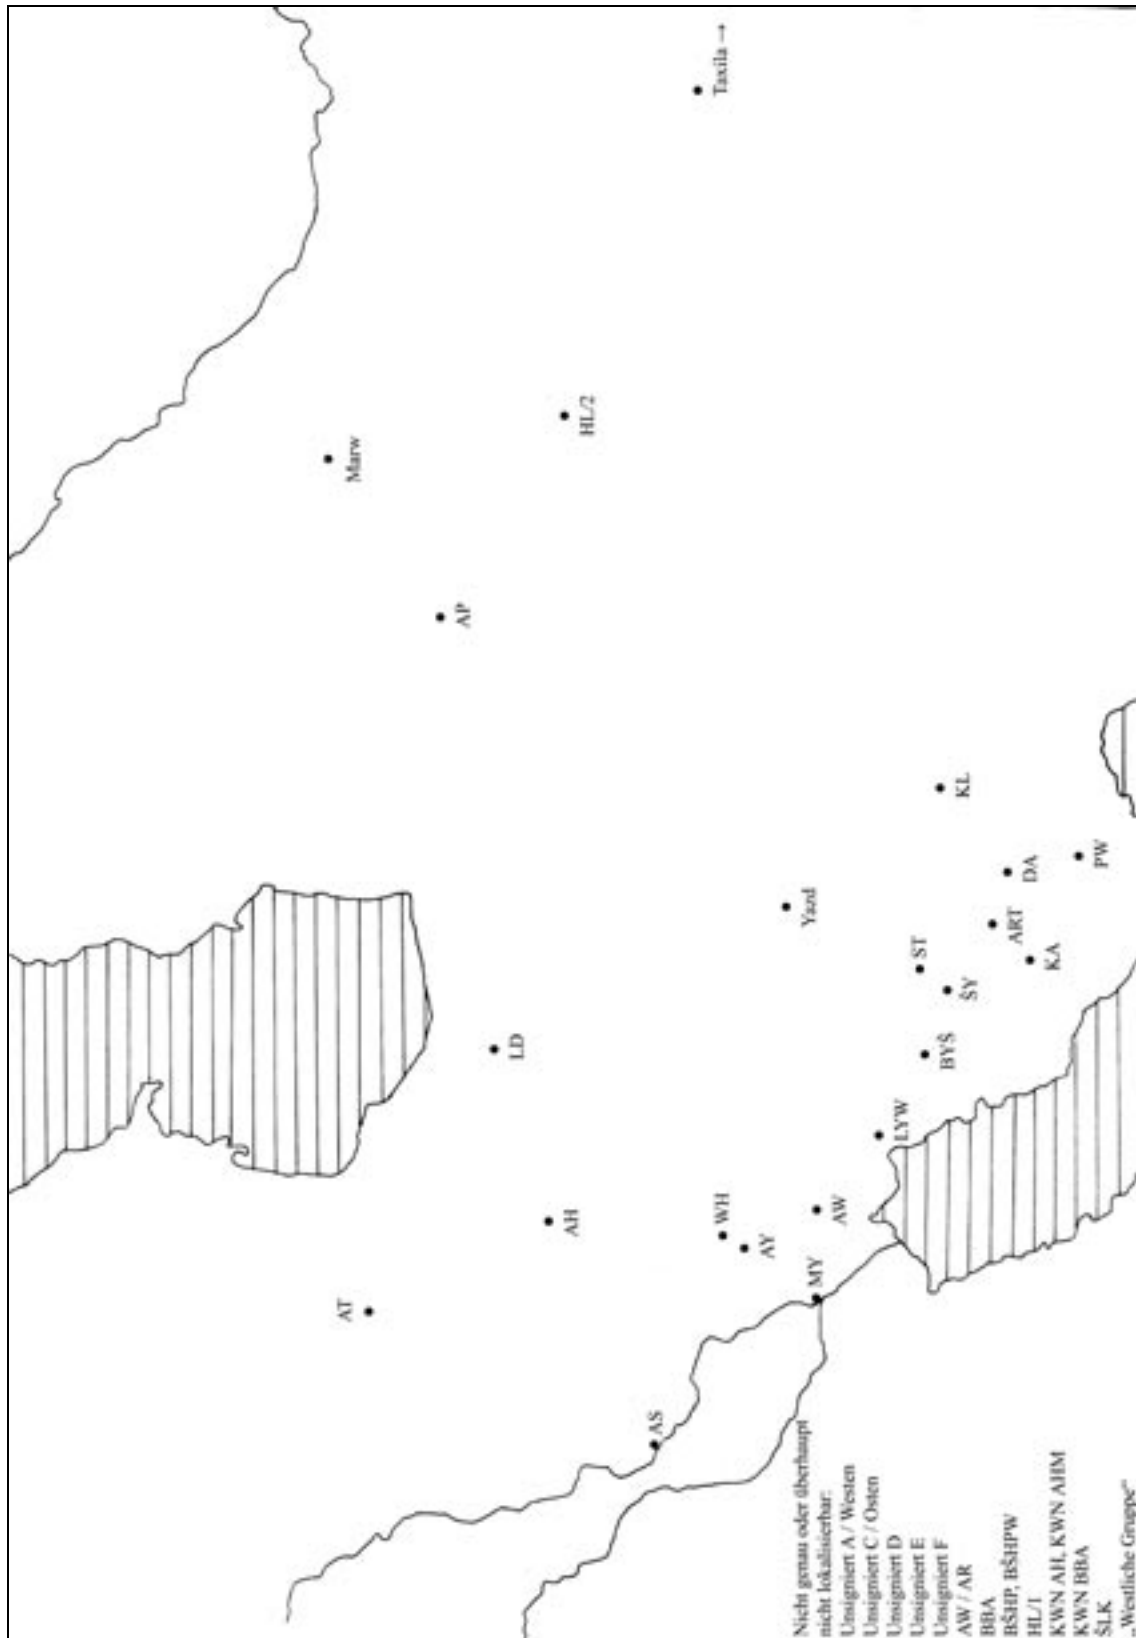 Taxila →
Marw
HL/2
AP
KL
PW
DA
Yazd
ART
KA
ST
ŠY
LD
BYŠ
LYW
AH
WH
AY
AW
AT
MY
AS
Nicht genau oder überhaupt
nicht lokalisierbar:
Unsigniert A / Westen
Unsigniert C / Osten
Unsigniert D
Unsigniert E
Unsigniert F
AW / AR
BBA
BŠHP, BŠHPW
HL/1
KWN AH, KWN AHM
KWN BBA
ŠLK
„Westliche Gruppe“